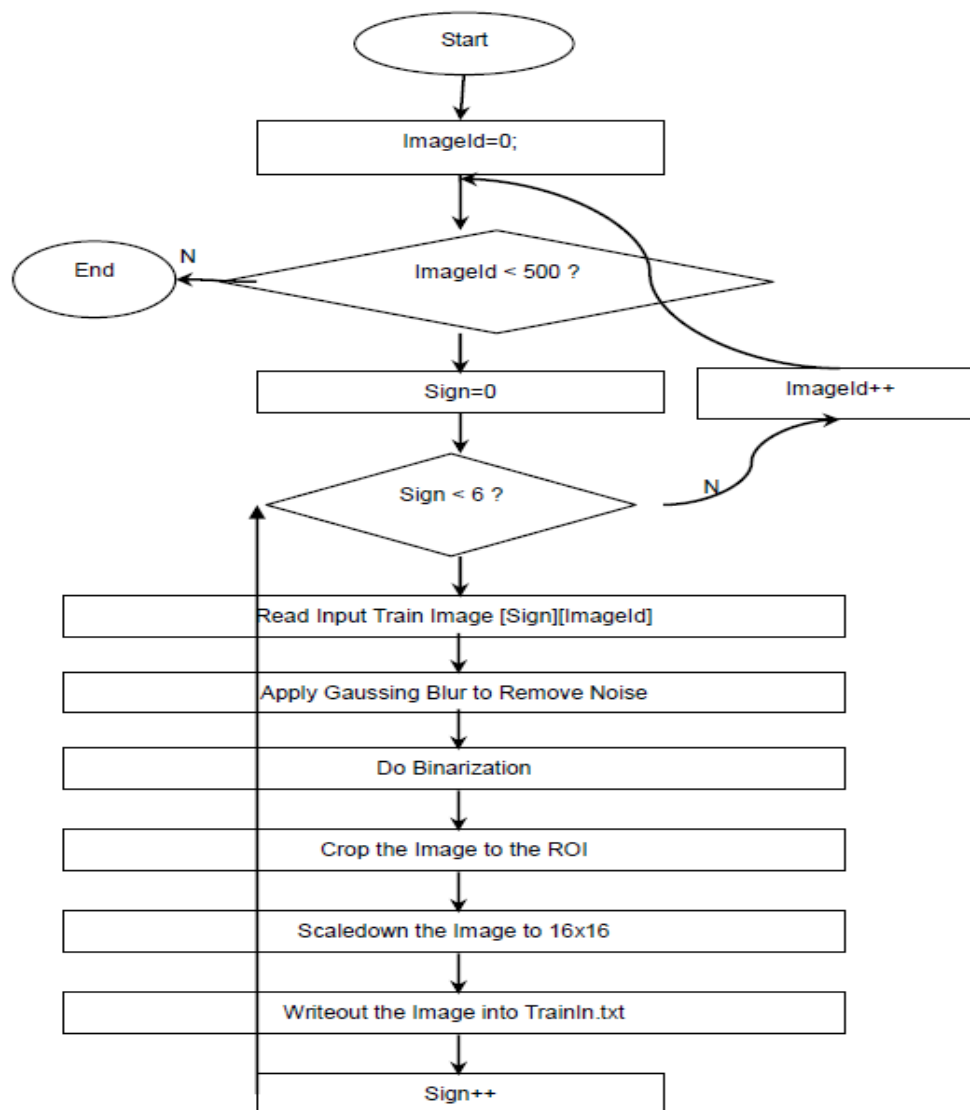 Start
ImageId=0;
ImageId < 500 ?
N
End
Sign=0
ImageId++
Sign < 6 ?
N
Read Input Train Image [Sign][ImageId]
Apply Gaussing Blur to Remove Noise
Do Binarization
Crop the Image to the ROI
Scaledown the Image to 16x16
Writeout the Image into TrainIn.txt
Sign++